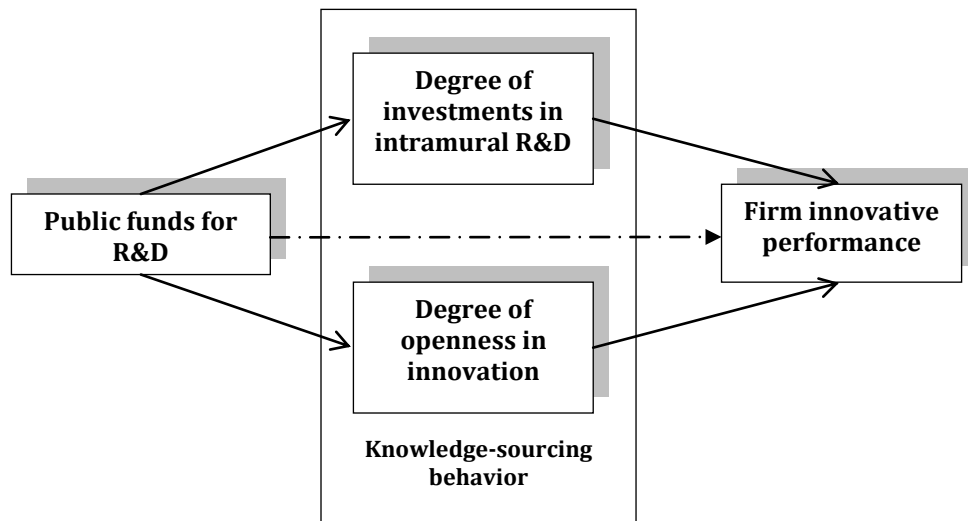 Degree of
investments in
intramural R&D
Public funds for
R&D
Firm innovative
performance
Degree of
openness in
innovation
Knowledge-sourcing
behavior